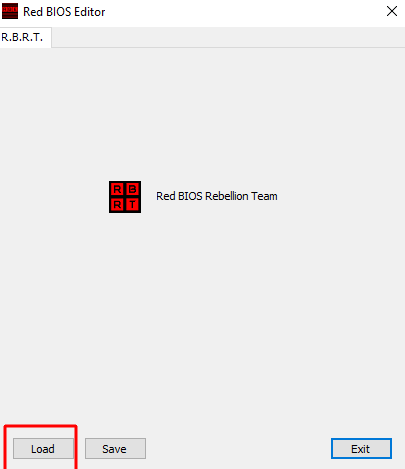 Red BIOS Editor
R.B.R.T.
R B
R T
Red BIOS Rebellion Team
Load
Save
Exit